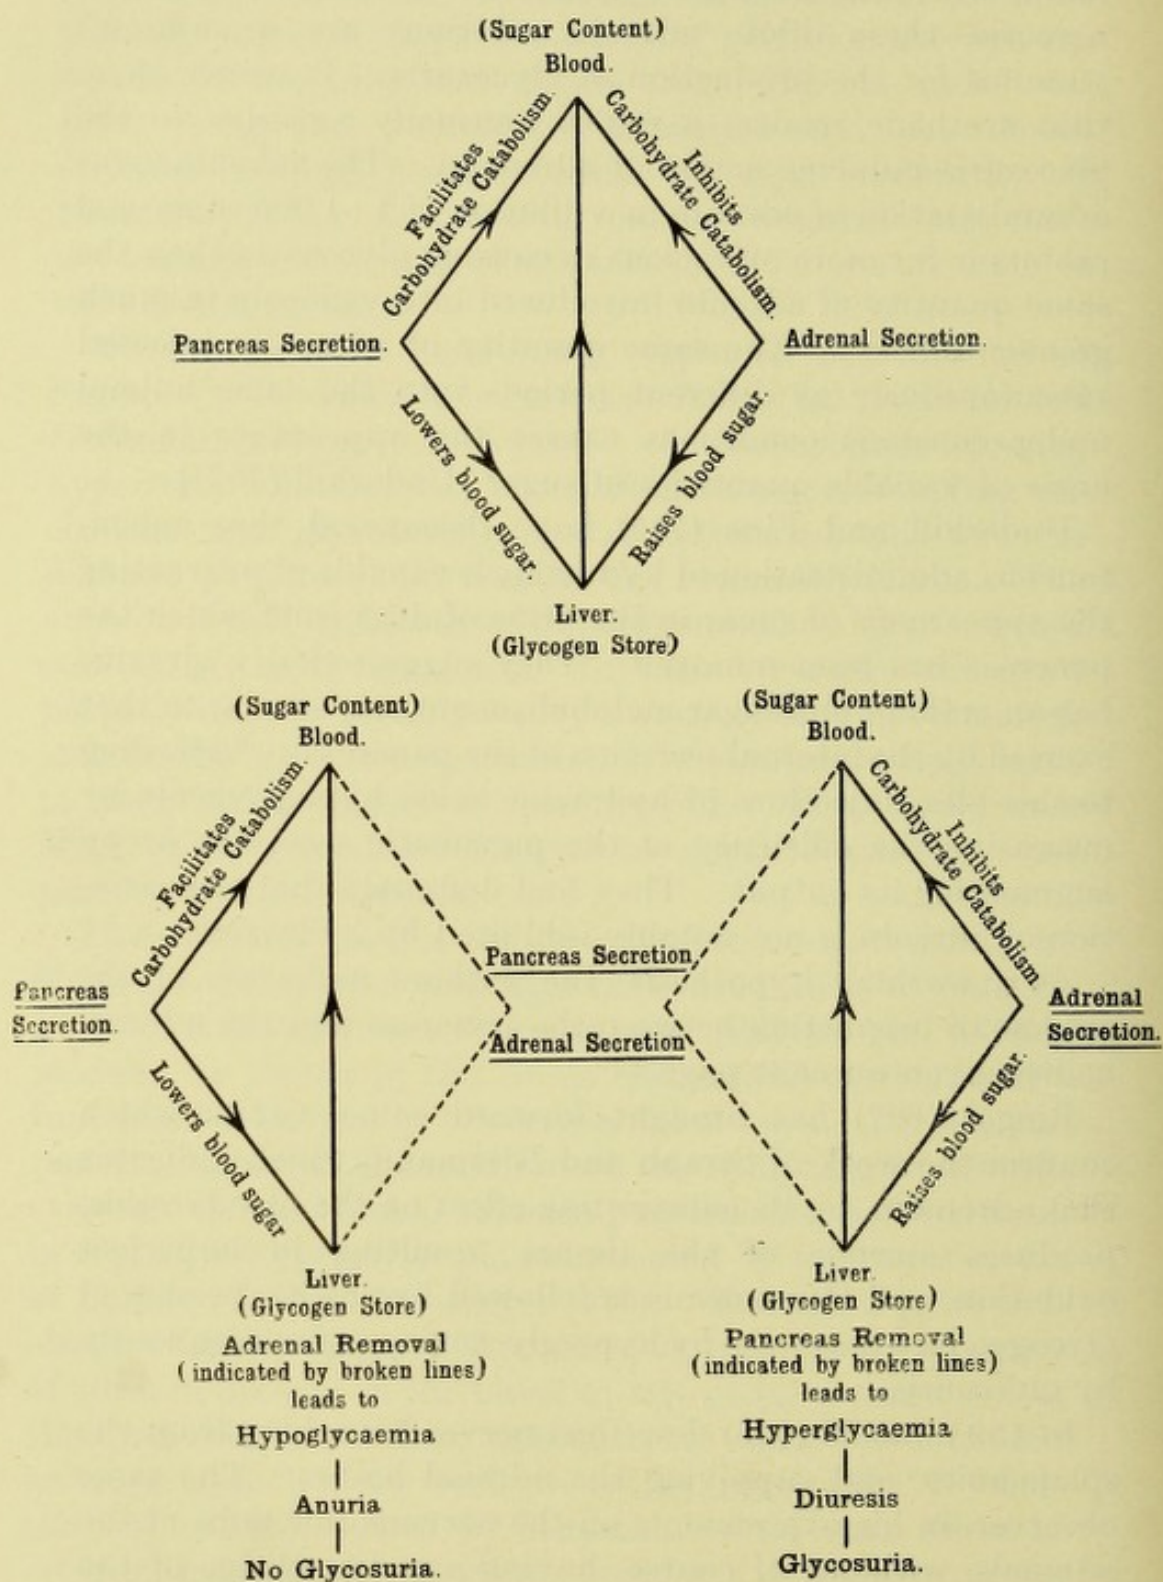 (Sugar Content)
Blood.
Facilitates
Carbohydrate Catabolism.
Inhibits
Carbohydrate Catabolism.
Pancreas Secretion.
Adrenal Secretion.
Lowers blood sugar.
Raises blood sugar.
Liver.
(Glycogen Store)
(Sugar Content)
Blood.
Facilitates
Carbohydrate Catabolism.
Pancreas
Secretion.
Lowers blood sugar
Adrenal Secretion
Liver.
(Glycogen Store)
Adrenal Removal
(indicated by broken lines)
leads to
Hypoglycaemia
Anuria
No Glycosuria.
(Sugar Content)
Blood.
Inhibits
Carbohydrate Catabolism
Pancreas Secretion
Adrenal
Secretion.
Raises blood sugar.
Liver.
(Glycogen Store)
Pancreas Removal
(indicated by broken lines)
leads to
Hyperglycaemia
Diuresis
Glycosuria.